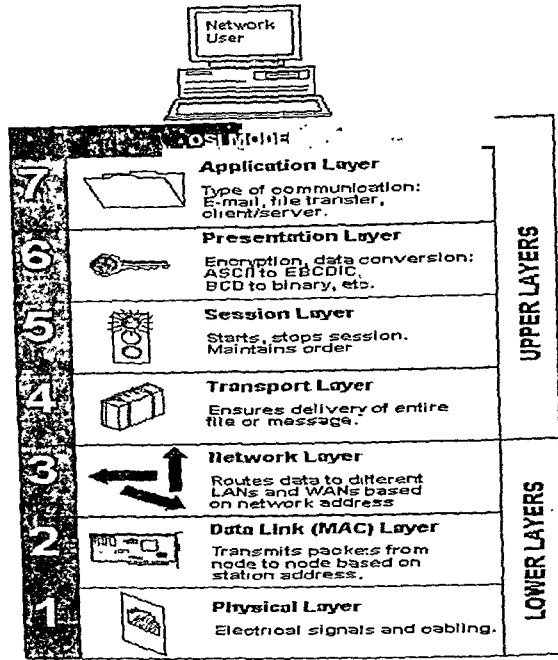 Network
User
OSI MODE
7
Application Layer
Type of communication:
E-mail, file transfer,
client/server.
6
Presentation Layer
Encryption, data conversion:
ASCII to EBCDIC,
BCD to binary, etc.
5
Session Layer
Starts, stops session.
Maintains order
4
Transport Layer
Ensures delivery of entire
file or message.
UPPER LAYERS
3
Network Layer
Routes data to different
LANs and WANs based
on network address
2
Data Link (MAC) Layer
Transmits packets from
node to node based on
station address.
1
Physical Layer
Electrical signals and cabling.
LOWER LAYERS